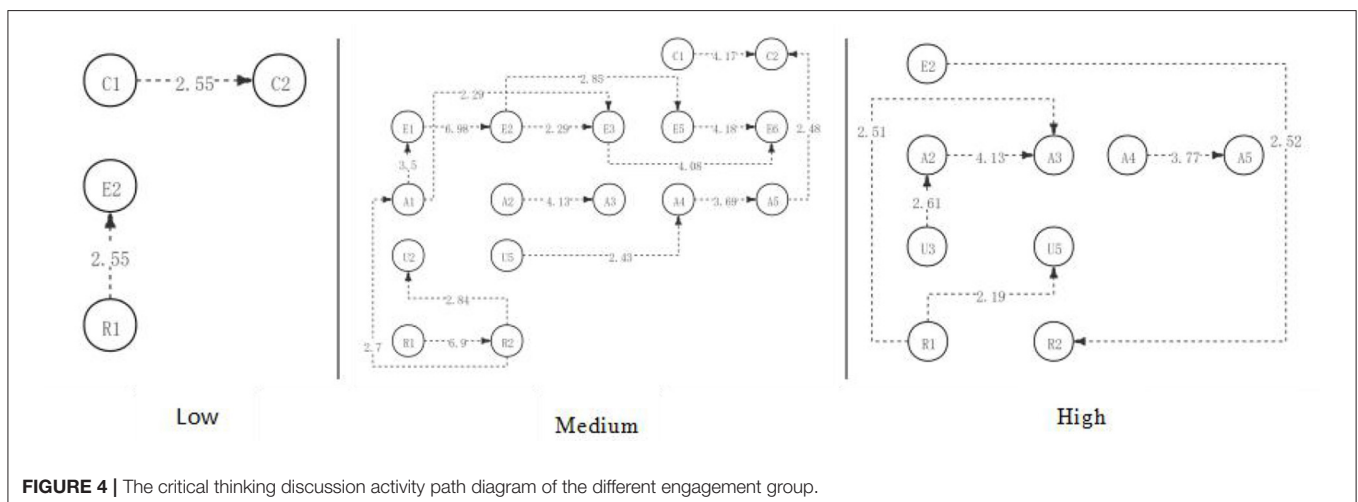 C1
2.55
C2
E2
2.55
R1
Low
C1
4.17
C2
2.85
2.29
E1
6.98
E2
2.29
E3
E5
4.18
E6
2.48
3.5
4.08
A1
A2
4.13
A3
A4
3.69
A5
U2
U5
2.43
2.84
R1
6.9
R2
2.7
Medium
E2
2.51
2.52
A2
4.13
A3
A4
3.77
A5
2.61
U3
U5
2.19
R1
R2
High
FIGURE 4 | The critical thinking discussion activity path diagram of the different engagement group.